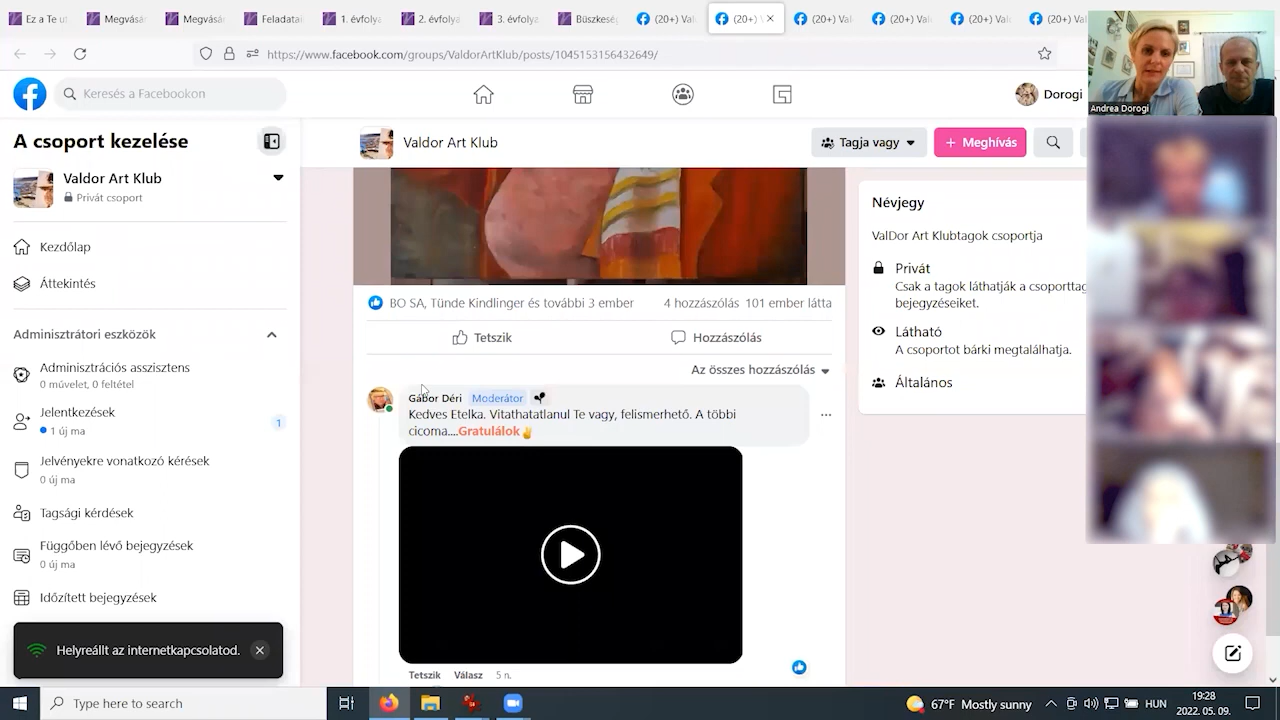 Ez a Te u
Megvásá
Megvásá
Feladata
1. évfolya
2. évfolya
3. évfolya
Büszkesé
(20+) Val
(20+) V
(20+) Val
(20+) Val
(20+) Val
(20+) Val
https://www.facebook.com/groups/ValdorArtKlub/posts/1045153156432649/
Keresés a Facebookon
Dorogi
Andrea Dorogi
A csoport kezelése
Valdor Art Klub
Privát csoport
Kezdőlap
Áttekintés
Adminisztrátori eszközök
Adminisztrációs asszisztens
0 művelet, 0 feltétel
Jelentkezések
1 új ma
1
Jelvényekre vonatkozó kérések
0 új ma
Tagsági kérdések
Függőben lévő bejegyzések
0 új ma
Időzített bejegyzések
Helyreállt az internetkapcsolatod.
Valdor Art Klub
Tagja vagy
+ Meghívás
BO SA, Tünde Kindlinger és további 3 ember
4 hozzászólás 101 ember látta
Tetszik
Hozzászólás
Az összes hozzászólás
Gábor Déri Moderátor
Kedves Etelka. Vitathatatlanul Te vagy, felismerhető. A többi
cicoma....Gratulálok✌
Tetszik Válasz 5 n.
Névjegy
ValDor Art Klubtagok csoportja
Privát
Csak a tagok láthatják a csoporttag
bejegyzéseiket.
Látható
A csoportot bárki megtalálhatja.
Általános
Type here to search
67°F Mostly sunny
HUN
19:28
2022. 05. 09.